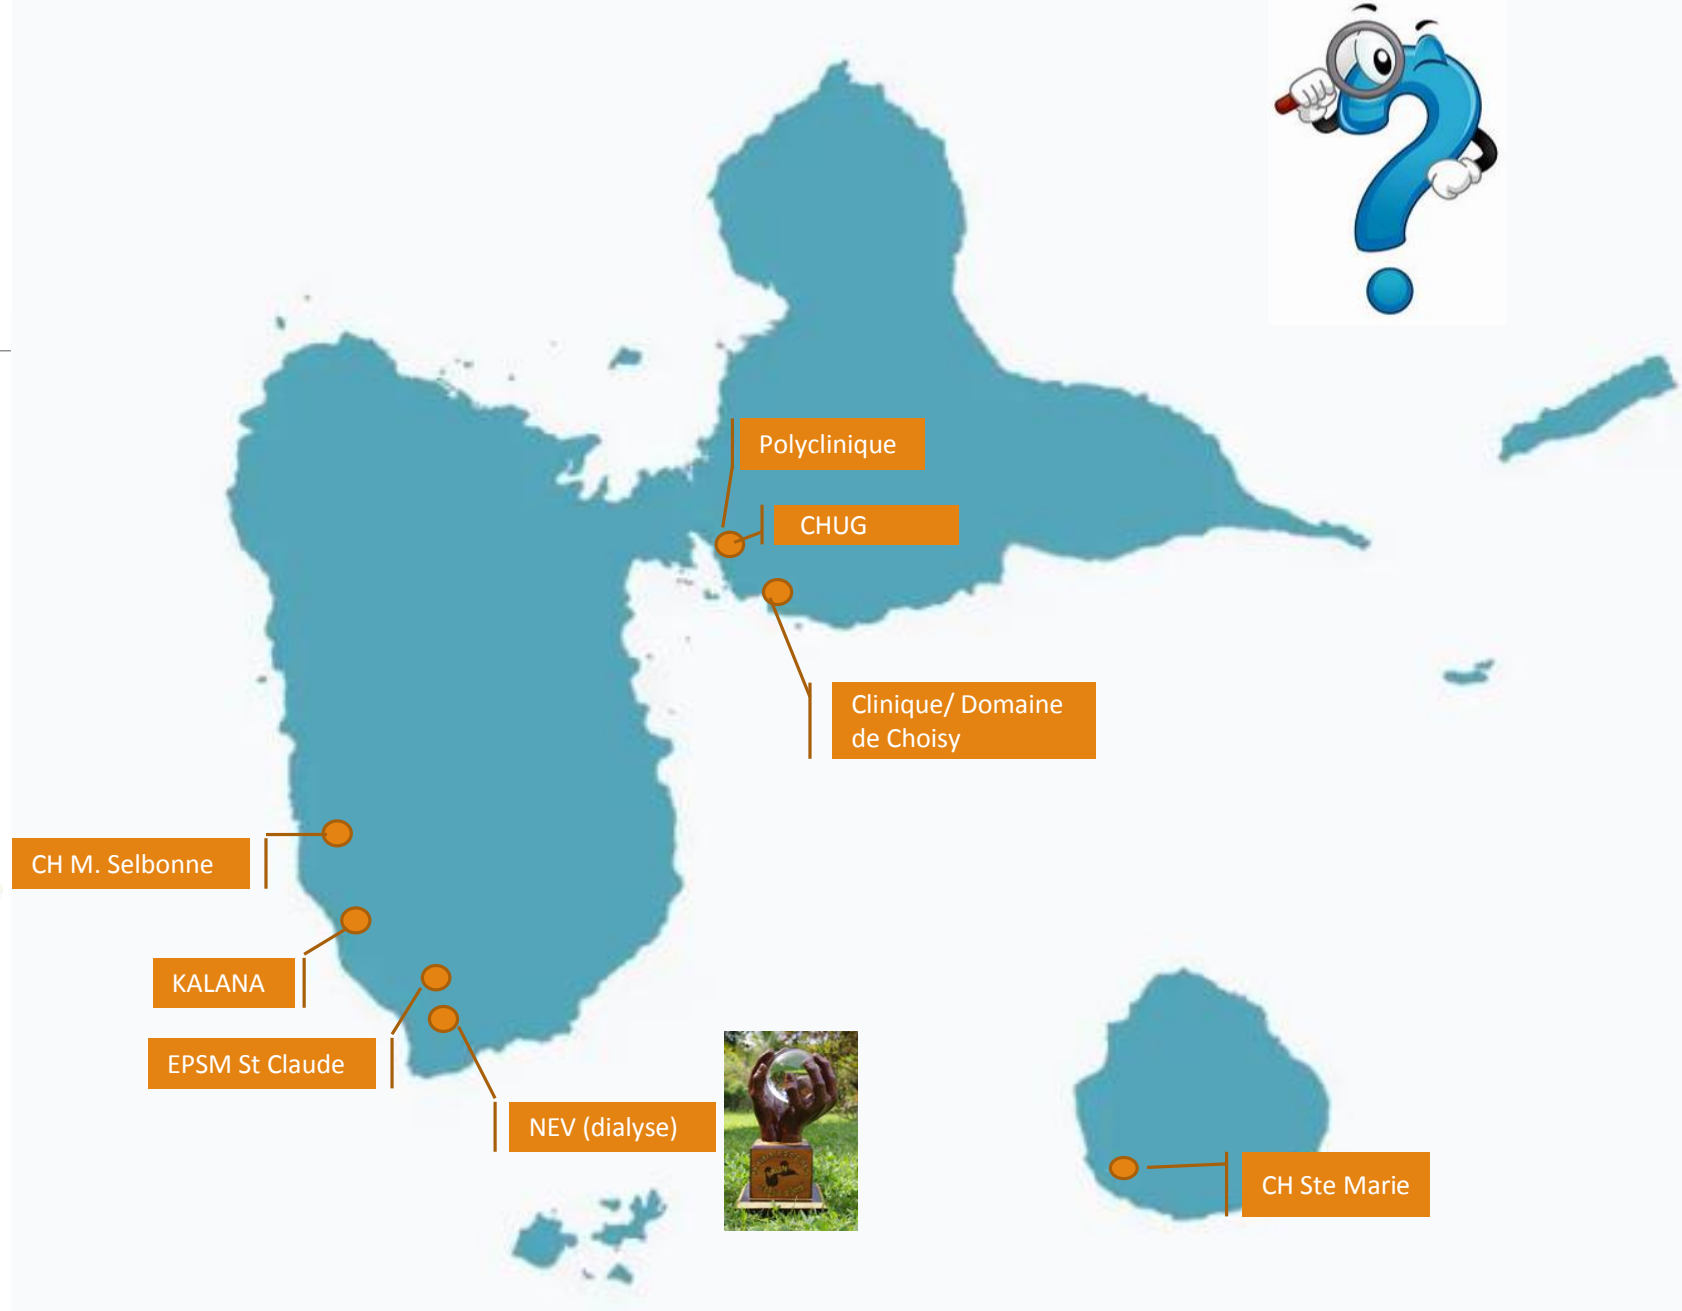 Polyclinique
CHUG
Clinique/ Domaine
de Choisy
CH M. Selbonne
KALANA
EPSM St Claude
NEV (dialyse)
CH Ste Marie